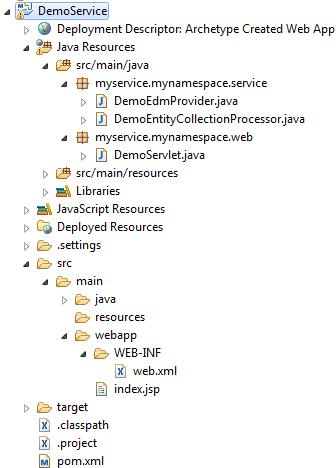 DemoService
Deployment Descriptor: Archetype Created Web App
Java Resources
src/main/java
myservice.mynamespace.service
DemoEdmProvider.java
DemoEntityCollectionProcessor.java
myservice.mynamespace.web
DemoServlet.java
src/main/resources
Libraries
JavaScript Resources
Deployed Resources
.settings
src
main
java
resources
webapp
WEB-INF
web.xml
index.jsp
target
.classpath
.project
pom.xml